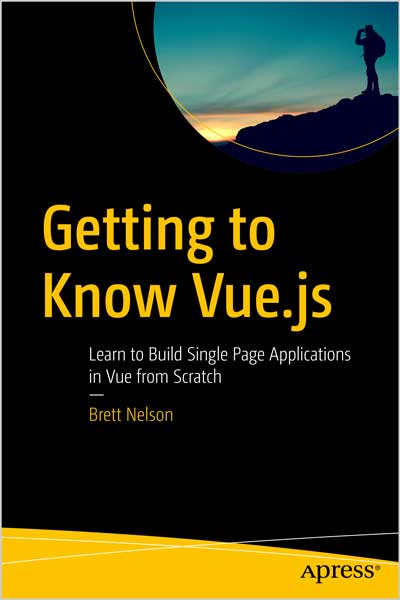 Getting to
Know Vue.js
Learn to Build Single Page Applications
in Vue from Scratch
—
Brett Nelson
Apress®